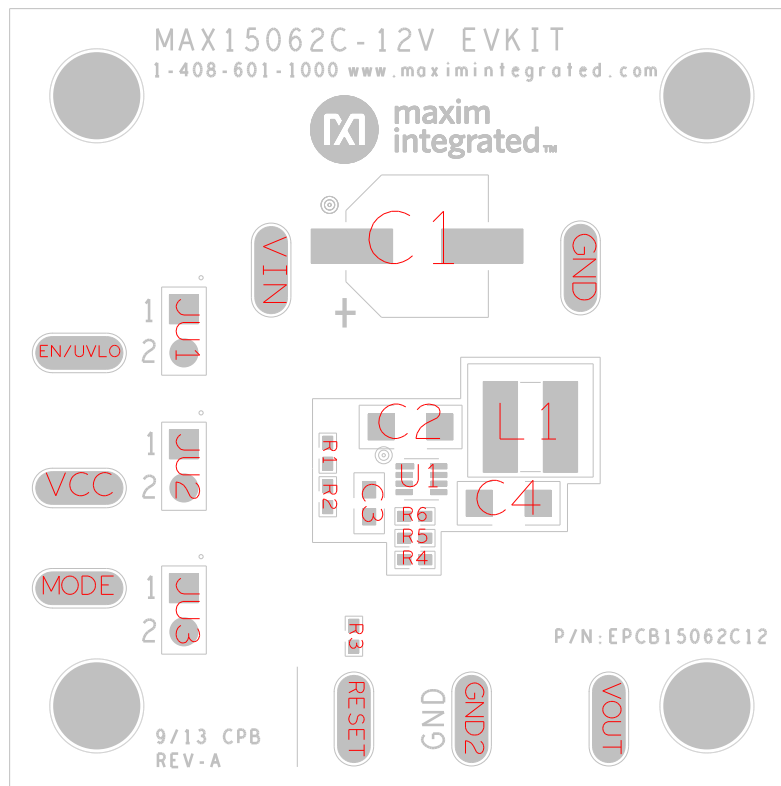 MAX15062C-12V EVKIT
1-408-601-1000 www.maximintegrated.com
maxim
integrated™
C1
VIN
GND
+
1
JU1
EN/UVLO
2
L1
C2
1
JU2
R1
U1
VCC
2
R2
C3
C4
R6
R5
R4
MODE
1
JU3
2
R3
P/N:EPCB15062C12
RESET
GND
GND2
VOUT
9/13 CPB
REV-A